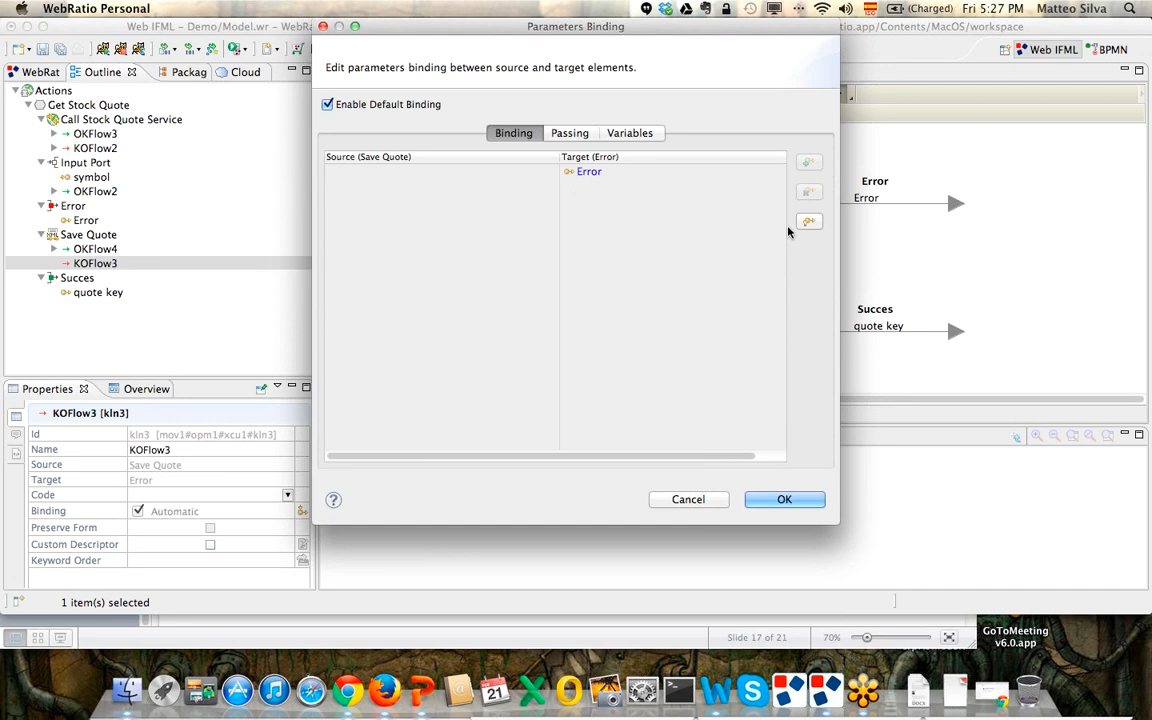 WebRatio Personal
(Charged) Fri 5:27 PM Matteo Silva
Web IFML - Demo/Model.wr - WebRa
Parameters Binding
tio.app/Contents/MacOS/workspace
Web IFML
BPMN
WebRat
Outline
Packag
Cloud
Actions
Get Stock Quote
Call Stock Quote Service
OKFlow3
KOFlow2
Input Port
symbol
OKFlow2
Error
Error
Save Quote
OKFlow4
KOFlow3
Succes
quote key
Edit parameters binding between source and target elements.
Enable Default Binding
Binding
Passing
Variables
Source (Save Quote)
Target (Error)
Error
Cancel
OK
Error
Error
Succes
quote key
Properties
Overview
KOFlow3 [kln3]
Id kln3 [mov1#opm1#xcu1#kln3]
Name KOFlow3
Source Save Quote
Target Error
Code
Binding Automatic
Preserve Form
Custom Descriptor
Keyword Order
1 item(s) selected
Slide 17 of 21
70%
GoToMeeting
v6.0.app
21
DOCX